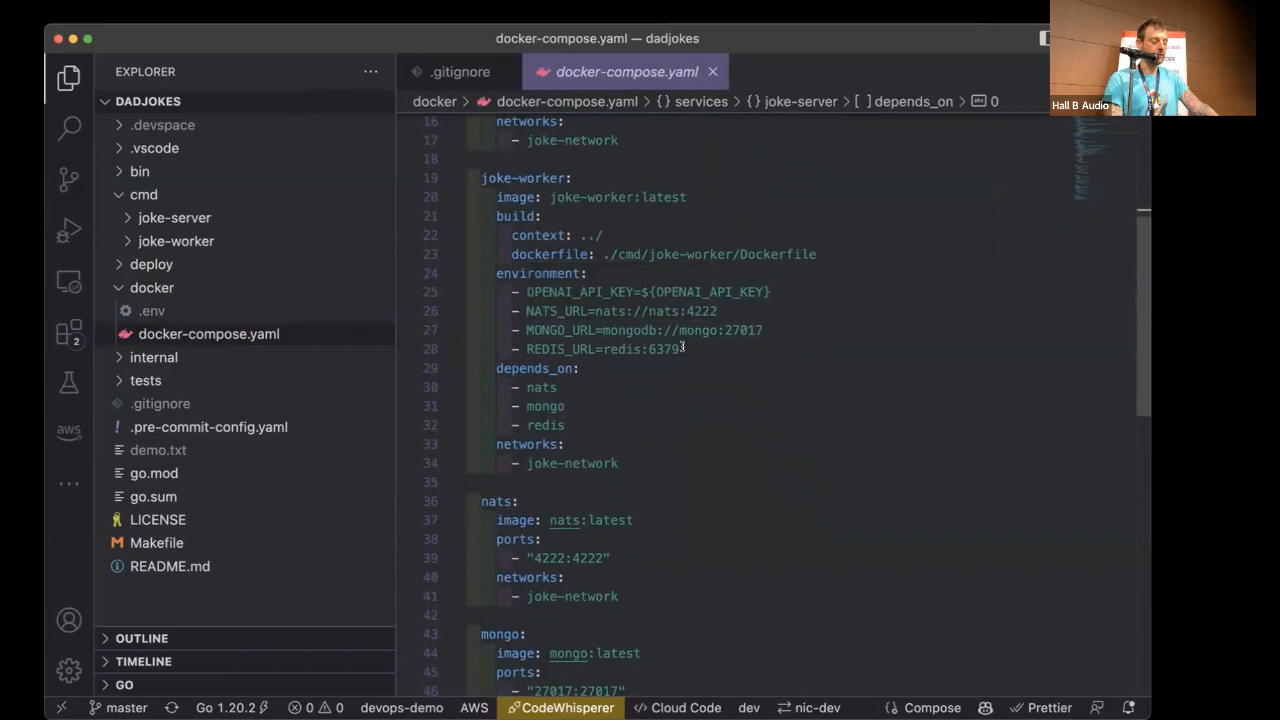 docker-compose.yaml — dadjokes
EXPLORER
.gitignore
docker-compose.yaml
DADJOKES
docker > docker-compose.yaml > {} services > {} joke-server > [ ] depends_on > 0
.devspace
.vscode
bin
cmd
joke-server
joke-worker
deploy
docker
.env
docker-compose.yaml
internal
tests
.gitignore
.pre-commit-config.yaml
demo.txt
go.mod
go.sum
LICENSE
Makefile
README.md
OUTLINE
TIMELINE
GO
2
aws
16 networks:
17 - joke-network
18
19 joke-worker:
20 image: joke-worker:latest
21 build:
22 context: ../
23 dockerfile: ./cmd/joke-worker/Dockerfile
24 environment:
25 - OPENAI_API_KEY=${OPENAI_API_KEY}
26 - NATS_URL=nats://nats:4222
27 - MONGO_URL=mongodb://mongo:27017
28 - REDIS_URL=redis:6379
29 depends_on:
30 - nats
31 - mongo
32 - redis
33 networks:
34 - joke-network
35
36 nats:
37 image: nats:latest
38 ports:
39 - "4222:4222"
40 networks:
41 - joke-network
42
43 mongo:
44 image: mongo:latest
45 ports:
46 - "27017:27017"
master Go 1.20.2 0 0 devops-demo AWS CodeWhisperer Cloud Code dev nic-dev Compose Prettier
Hall B Audio